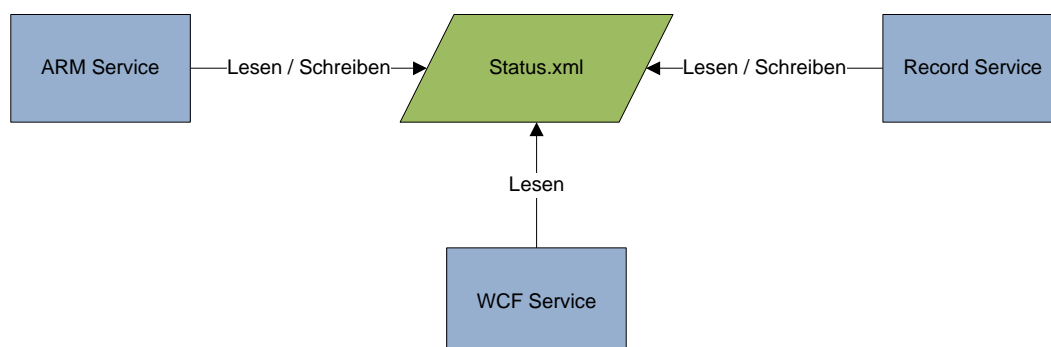 ARM Service
Lesen / Schreiben
Status.xml
Lesen / Schreiben
Record Service
Lesen
WCF Service